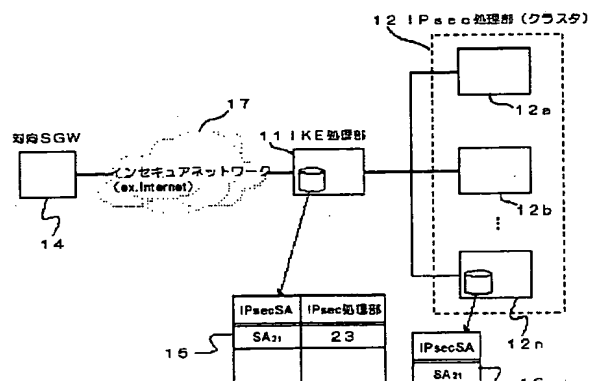 12 IPsec処理部（クラスタ）
17
対向SGW
11 IKE処理部
12a
インセキュアネットワーク
(ex.Internet)
14
12b
⋮
IPsecSA IPsec処理部
SA21 23
15
12n
IPsecSA
SA21